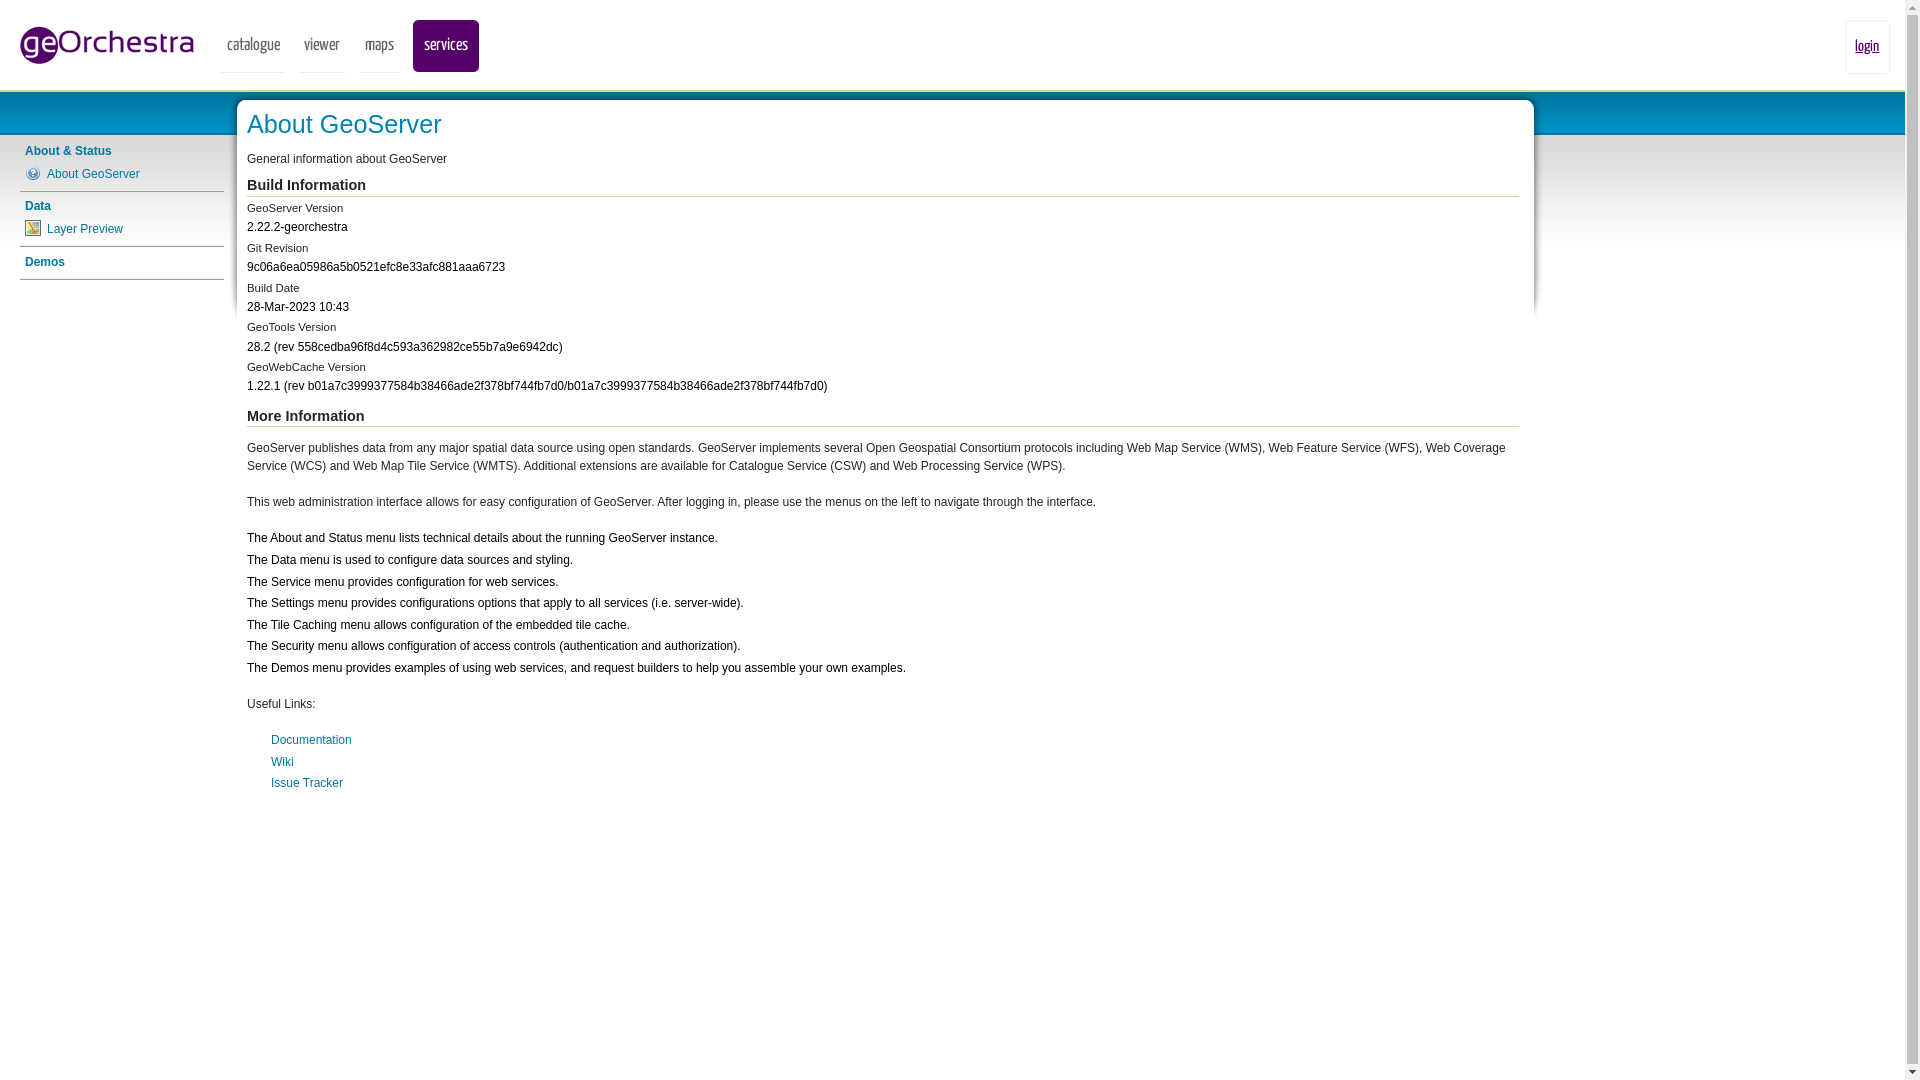 geOrchestra
catalogue
viewer
maps
services
login
About & Status
About GeoServer
Data
Layer Preview
Demos
About GeoServer
General information about GeoServer
Build Information
GeoServer Version
2.22.2-georchestra
Git Revision
9c06a6ea05986a5b0521efc8e33afc881aaa6723
Build Date
28-Mar-2023 10:43
GeoTools Version
28.2 (rev 558cedba96f8d4c593a362982ce55b7a9e6942dc)
GeoWebCache Version
1.22.1 (rev b01a7c3999377584b38466ade2f378bf744fb7d0/b01a7c3999377584b38466ade2f378bf744fb7d0)
More Information
GeoServer publishes data from any major spatial data source using open standards. GeoServer implements several Open Geospatial Consortium protocols including Web Map Service (WMS), Web Feature Service (WFS), Web Coverage
Service (WCS) and Web Map Tile Service (WMTS). Additional extensions are available for Catalogue Service (CSW) and Web Processing Service (WPS).
This web administration interface allows for easy configuration of GeoServer. After logging in, please use the menus on the left to navigate through the interface.
The About and Status menu lists technical details about the running GeoServer instance.
The Data menu is used to configure data sources and styling.
The Service menu provides configuration for web services.
The Settings menu provides configurations options that apply to all services (i.e. server-wide).
The Tile Caching menu allows configuration of the embedded tile cache.
The Security menu allows configuration of access controls (authentication and authorization).
The Demos menu provides examples of using web services, and request builders to help you assemble your own examples.
Useful Links:
Documentation
Wiki
Issue Tracker